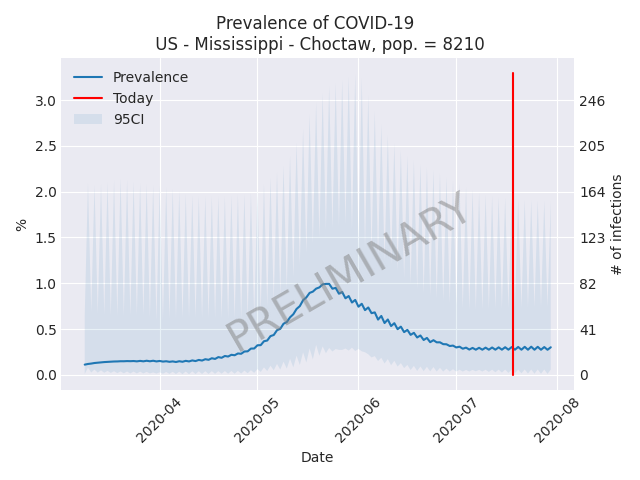 Prevalence of COVID-19
US - Mississippi - Choctaw, pop. = 8210
Prevalence
Today
95CI
3.0
2.5
2.0
1.5
1.0
0.5
0.0
%
246
205
164
123
82
41
0
# of infections
PRELIMINARY
2020-04
2020-05
2020-06
2020-07
2020-08
Date